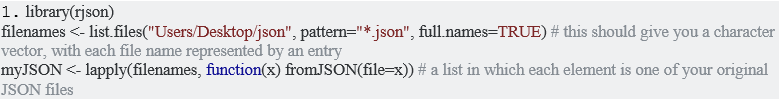 1. library(rjson)
filenames <- list.files("Users/Desktop/json", pattern="*.json", full.names=TRUE) # this should give you a character
vector, with each file name represented by an entry
myJSON <- lapply(filenames, function(x) fromJSON(file=x)) # a list in which each element is one of your original
JSON files